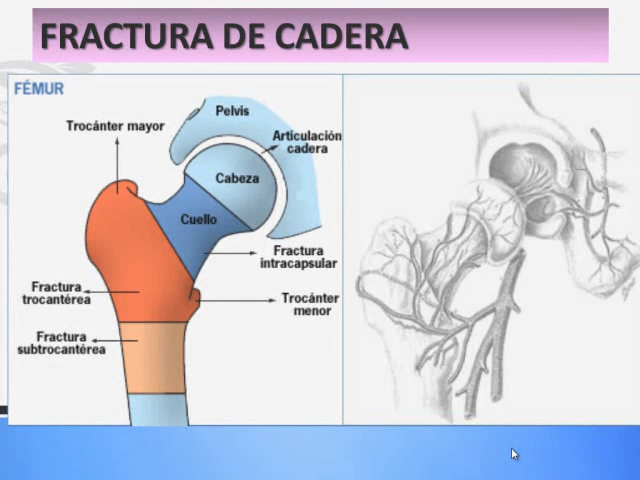 FRACTURA DE CADERA
FÉMUR
Pelvis
Trocánter mayor
Articulación
cadera
Cabeza
Cuello
Fractura
intracapsular
Fractura
trocantérea
Trocánter
menor
Fractura
subtrocantérea